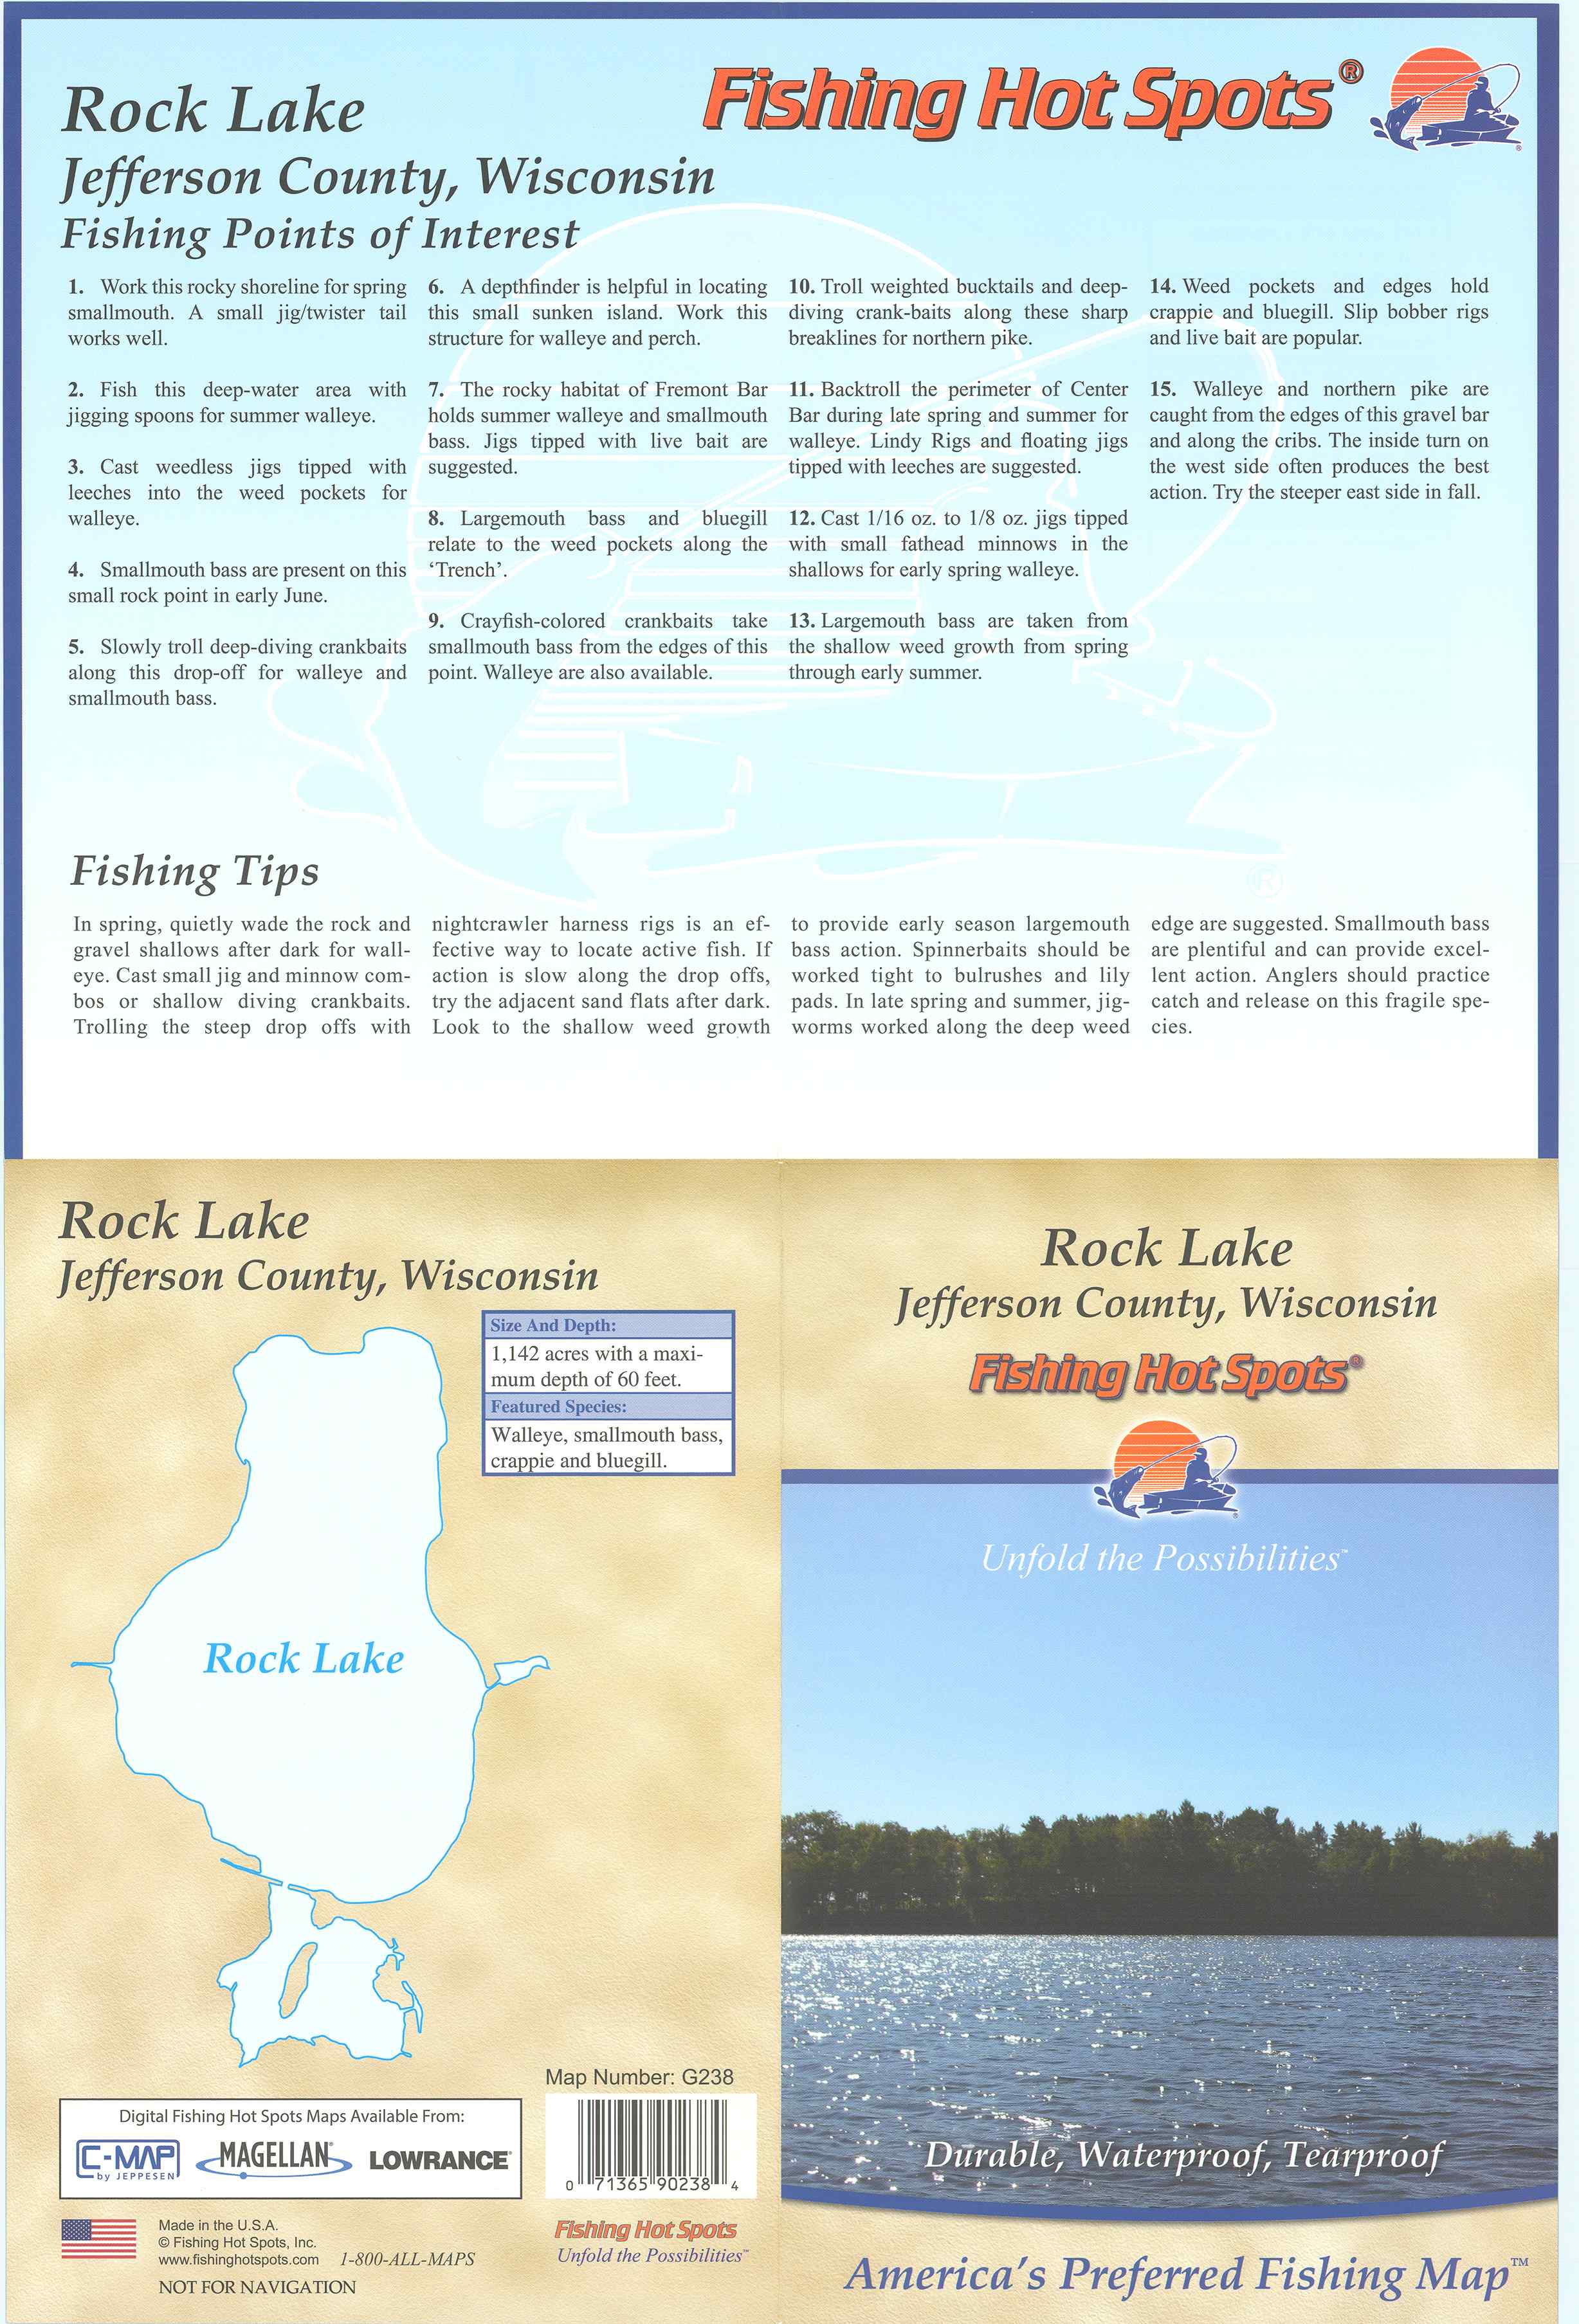 Rock Lake
Fishing Hot Spots®
Jefferson County, Wisconsin
Fishing Points of Interest
1. Work this rocky shoreline for spring
smallmouth. A small jig/twister tail
works well.
2. Fish this deep-water area with
jigging spoons for summer walleye.
3. Cast weedless jigs tipped with
leeches into the weed pockets for
walleye.
4. Smallmouth bass are present on this
small rock point in early June.
5. Slowly troll deep-diving crankbaits
along this drop-off for walleye and
smallmouth bass.
6. A depthfinder is helpful in locating
this small sunken island. Work this
structure for walleye and perch.
7. The rocky habitat of Fremont Bar
holds summer walleye and smallmouth
bass. Jigs tipped with live bait are
suggested.
8. Largemouth bass and bluegill
relate to the weed pockets along the
‘Trench’.
9. Crayfish-colored crankbaits take
smallmouth bass from the edges of this
point. Walleye are also available.
10. Troll weighted bucktails and deep-
diving crank-baits along these sharp
breaklines for northern pike.
11. Backtroll the perimeter of Center
Bar during late spring and summer for
walleye. Lindy Rigs and floating jigs
tipped with leeches are suggested.
12. Cast 1/16 oz. to 1/8 oz. jigs tipped
with small fathead minnows in the
shallows for early spring walleye.
13. Largemouth bass are taken from
the shallow weed growth from spring
through early summer.
14. Weed pockets and edges hold
crappie and bluegill. Slip bobber rigs
and live bait are popular.
15. Walleye and northern pike are
caught from the edges of this gravel bar
and along the cribs. The inside turn on
the west side often produces the best
action. Try the steeper east side in fall.
Fishing Tips
In spring, quietly wade the rock and
gravel shallows after dark for wall-
eye. Cast small jig and minnow com-
bos or shallow diving crankbaits.
Trolling the steep drop offs with
nightcrawler harness rigs is an ef-
fective way to locate active fish. If
action is slow along the drop offs,
try the adjacent sand flats after dark.
Look to the shallow weed growth
to provide early season largemouth
bass action. Spinnerbaits should be
worked tight to bulrushes and lily
pads. In late spring and summer, jig-
worms worked along the deep weed
edge are suggested. Smallmouth bass
are plentiful and can provide excel-
lent action. Anglers should practice
catch and release on this fragile spe-
cies.
Rock Lake
Jefferson County, Wisconsin
Size And Depth:
1,142 acres with a maxi-
mum depth of 60 feet.
Featured Species:
Walleye, smallmouth bass,
crappie and bluegill.
Rock Lake
Map Number: G238
Digital Fishing Hot Spots Maps Available From:
C-MAP
by JEPPESEN
MAGELLAN®
LOWRANCE®
0 71365 90238 4
Made in the U.S.A.
© Fishing Hot Spots, Inc.
www.fishinghotspots.com 1-800-ALL-MAPS
NOT FOR NAVIGATION
Fishing Hot Spots
Unfold the Possibilities™
Rock Lake
Jefferson County, Wisconsin
Fishing Hot Spots®
Unfold the Possibilities™
Durable, Waterproof, Tearproof
America's Preferred Fishing Map™